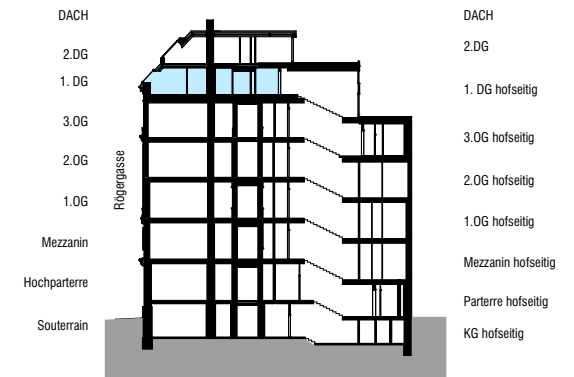 DACH
2.DG
1. DG
3.OG
2.OG
1.OG
Mezzanin
Hochparterre
Souterrain
Rögergasse
DACH
2.DG
1. DG hofseitig
3.OG hofseitig
2.OG hofseitig
1.OG hofseitig
Mezzanin hofseitig
Parterre hofseitig
KG hofseitig